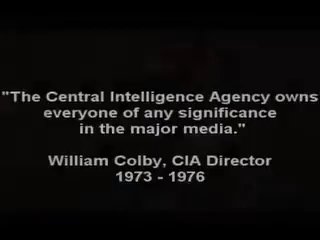 "The Central Intelligence Agency owns
everyone of any significance
in the major media."
William Colby, CIA Director
1973 - 1976